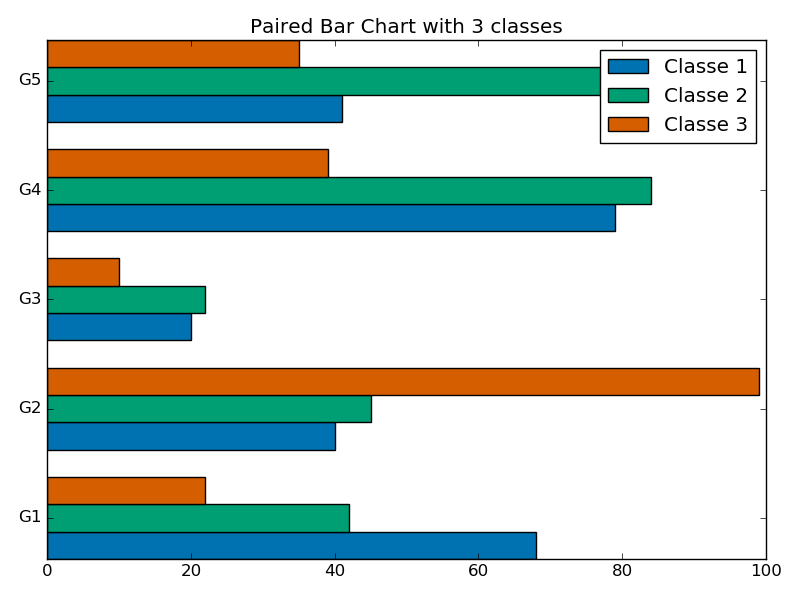 Paired Bar Chart with 3 classes
Classe 1
Classe 2
Classe 3
G5
G4
G3
G2
G1
0 20 40 60 80 100